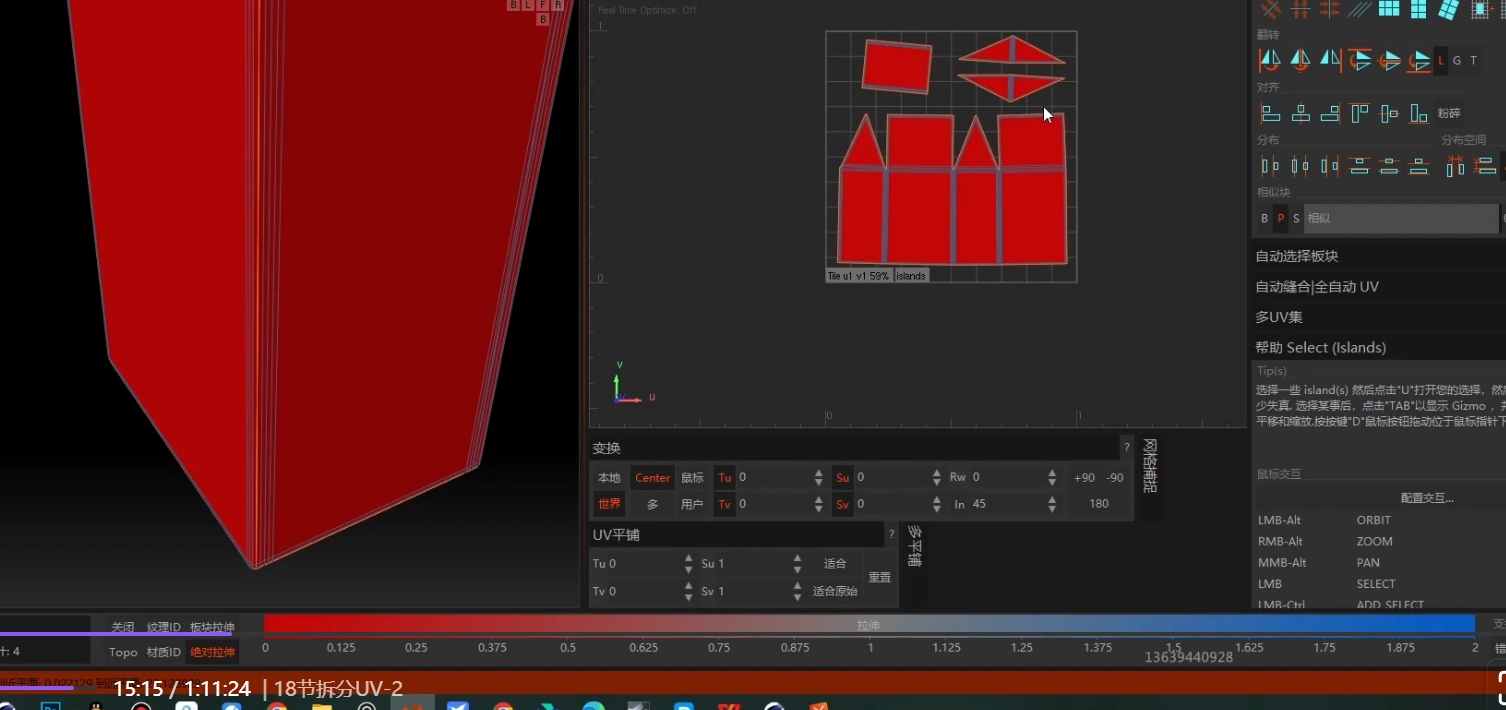 Real Time Optimize: Off
B L F R
B
1
0
Tile u1 v1 59% islands
v
u
0
1
翻转
L G T
对齐
粉碎
分布 分布空间
相似块
B P S 相似
自动选择板块
自动缝合|全自动 UV
多UV集
帮助 Select (Islands)
Tip(s)
选择一些 island(s) 然后点击"U"打开您的选择，然
少失真. 选择某事后，点击"TAB"以显示 Gizmo ，
平移和缩放.按按键"D"鼠标按钮拖动位于鼠标指针下
鼠标交互
配置交互...
LMB-Alt ORBIT
RMB-Alt ZOOM
MMB-Alt PAN
LMB SELECT
LMB-Ctrl ADD SELECT
变换 ?
网格捕捉
本地 Center 鼠标 Tu 0 Su 0 Rw 0 +90 -90
世界 多 用户 Tv 0 Sv 0 In 45 180
UV平铺 ?
多平铺
Tu 0 Su 1 适合
重置
Tv 0 Sv 1 适合原始
关闭 纹理ID 板块拉伸
拉伸
: 4
Topo 材质ID 绝对拉伸
0 0.125 0.25 0.375 0.5 0.625 0.75 0.875 1 1.125 1.25 1.375 1.5 1.625 1.75 1.875 2
13639440928
近平面: 0.022129
15:15 / 1:11:24 | 18节拆分UV-2